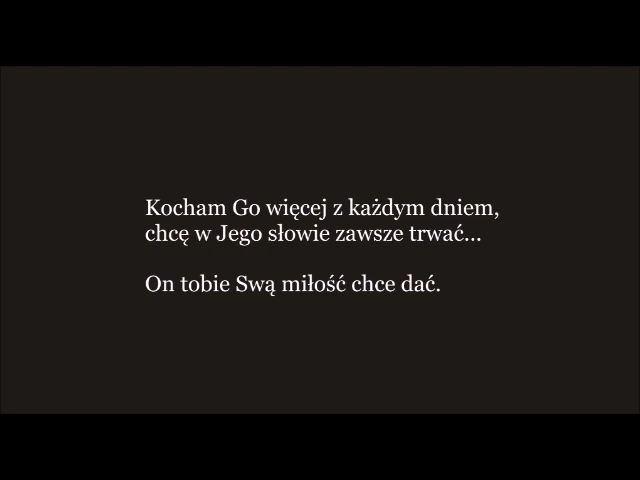 Kocham Go więcej z każdym dniem,
chcę w Jego słowie zawsze trwać...
On tobie Swą miłość chce dać.